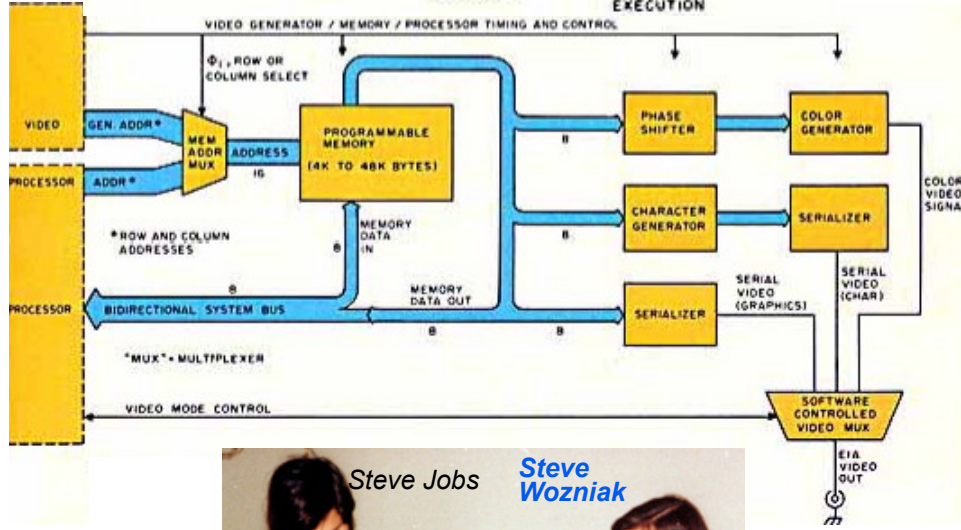 EXECUTION
VIDEO GENERATOR / MEMORY / PROCESSOR TIMING AND CONTROL
Φ₁, ROW OR
COLUMN SELECT
VIDEO
GEN. ADDR*
MEM
ADDR
MUX
ADDRESS
16
PROGRAMMABLE
MEMORY
(4K TO 48K BYTES)
8
PHASE
SHIFTER
COLOR
GENERATOR
PROCESSOR
ADDR*
COLOR
VIDEO
SIGNA
*ROW AND COLUMN
ADDRESSES
8
MEMORY
DATA
IN
8
CHARACTER
GENERATOR
SERIALIZER
PROCESSOR
8
BIDIRECTIONAL SYSTEM BUS
MEMORY
DATA OUT
8
8
SERIALIZER
SERIAL
VIDEO
(GRAPHICS)
SERIAL
VIDEO
(CHAR)
"MUX"= MULTIPLEXER
VIDEO MODE CONTROL
SOFTWARE
CONTROLLED
VIDEO MUX
EIA
VIDEO
OUT
Steve Jobs
Steve
Wozniak